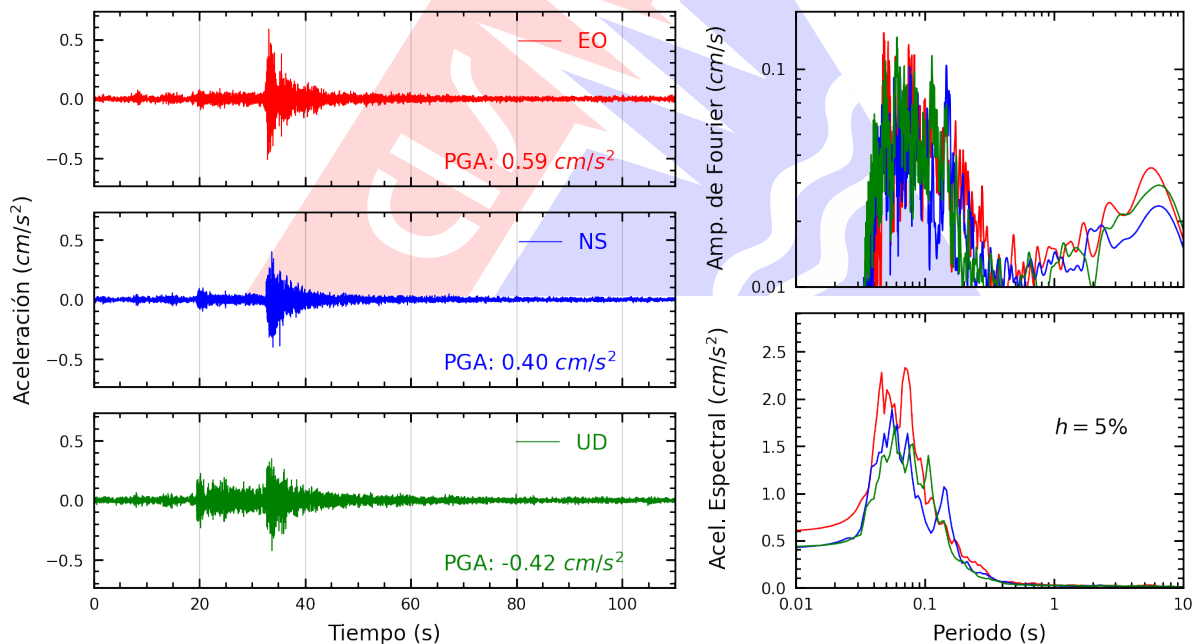 Aceleración (cm/s²)
0.5
0.0
−0.5
EO
PGA: 0.59 cm/s²
0.5
0.0
−0.5
NS
PGA: 0.40 cm/s²
0.5
0.0
−0.5
UD
PGA: -0.42 cm/s²
0 20 40 60 80 100
Tiempo (s)
Amp. de Fourier (cm/s)
0.1
0.01
Acel. Espectral (cm/s²)
2.5
2.0
1.5
1.0
0.5
0.0
h = 5%
0.01 0.1 1 10
Periodo (s)
CISMID